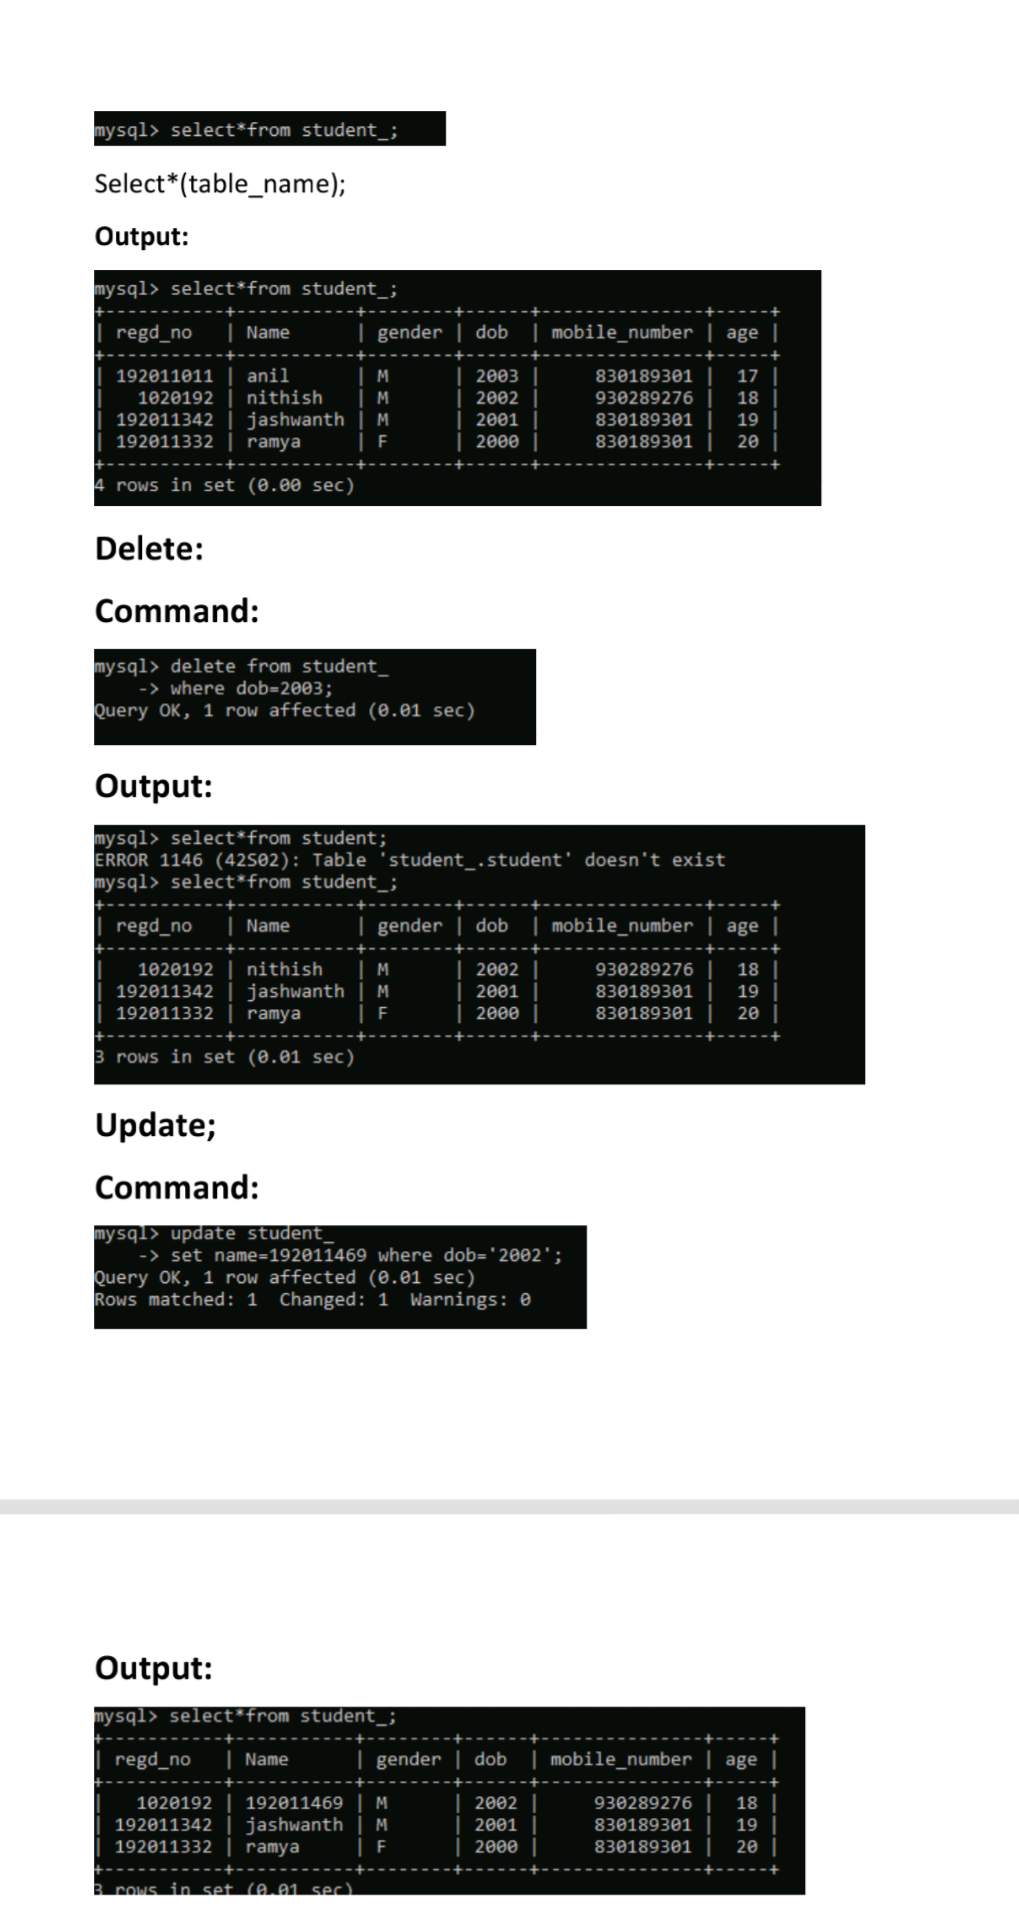 mysql> select*from student_;
Select*(table_name);
Output:
mysql> select*from student_;
+-----------+-----------+--------+------+---------------+-----+
| regd_no   | Name      | gender | dob  | mobile_number | age |
+-----------+-----------+--------+------+---------------+-----+
| 192011011 | anil      | M      | 2003 |     830189301 |  17 |
|   1020192 | nithish   | M      | 2002 |     930289276 |  18 |
| 192011342 | jashwanth | M      | 2001 |     830189301 |  19 |
| 192011332 | ramya     | F      | 2000 |     830189301 |  20 |
+-----------+-----------+--------+------+---------------+-----+
4 rows in set (0.00 sec)
Delete:
Command:
mysql> delete from student_
    -> where dob=2003;
Query OK, 1 row affected (0.01 sec)
Output:
mysql> select*from student;
ERROR 1146 (42S02): Table 'student_.student' doesn't exist
mysql> select*from student_;
+-----------+-----------+--------+------+---------------+-----+
| regd_no   | Name      | gender | dob  | mobile_number | age |
+-----------+-----------+--------+------+---------------+-----+
|   1020192 | nithish   | M      | 2002 |     930289276 |  18 |
| 192011342 | jashwanth | M      | 2001 |     830189301 |  19 |
| 192011332 | ramya     | F      | 2000 |     830189301 |  20 |
+-----------+-----------+--------+------+---------------+-----+
3 rows in set (0.01 sec)
Update;
Command:
mysql> update student_
    -> set name=192011469 where dob='2002';
Query OK, 1 row affected (0.01 sec)
Rows matched: 1  Changed: 1  Warnings: 0
Output:
mysql> select*from student_;
+-----------+-----------+--------+------+---------------+-----+
| regd_no   | Name      | gender | dob  | mobile_number | age |
+-----------+-----------+--------+------+---------------+-----+
|   1020192 | 192011469 | M      | 2002 |     930289276 |  18 |
| 192011342 | jashwanth | M      | 2001 |     830189301 |  19 |
| 192011332 | ramya     | F      | 2000 |     830189301 |  20 |
+-----------+-----------+--------+------+---------------+-----+
3 rows in set (0.01 sec)